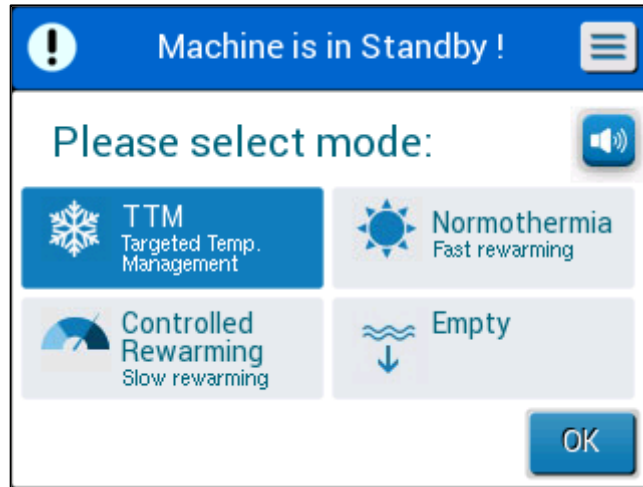 Machine is in Standby !
Please select mode:
TTM
Targeted Temp.
Management
Normothermia
Fast rewarming
Controlled
Rewarming
Slow rewarming
Empty
OK